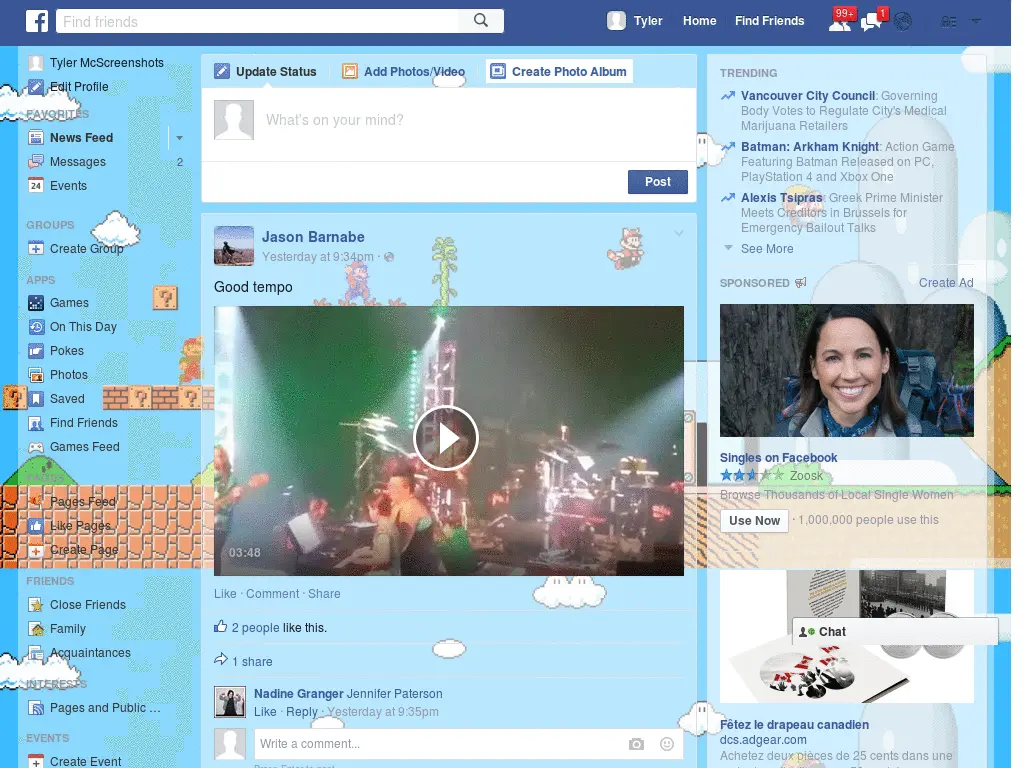 Find friends
Tyler
Home
Find Friends
99+
1
Tyler McScreenshots
Edit Profile
FAVORITES
News Feed
Messages 2
24 Events
GROUPS
Create Group
APPS
Games
On This Day
Pokes
Photos
Saved
Find Friends
Games Feed
Pages Feed
Like Pages
Create Page
FRIENDS
Close Friends
Family
Acquaintances
INTERESTS
Pages and Public ...
EVENTS
Create Event
Update Status
Add Photos/Video
Create Photo Album
What's on your mind?
Post
Jason Barnabe
Yesterday at 9:34pm ·
Good tempo
03:48
Like · Comment · Share
2 people like this.
1 share
Nadine Granger Jennifer Paterson
Like · Reply · Yesterday at 9:35pm
Write a comment...
TRENDING
Vancouver City Council: Governing
Body Votes to Regulate City's Medical
Marijuana Retailers
Batman: Arkham Knight: Action Game
Featuring Batman Released on PC,
PlayStation 4 and Xbox One
Alexis Tsipras: Greek Prime Minister
Meets Creditors in Brussels for
Emergency Bailout Talks
See More
SPONSORED
Create Ad
Singles on Facebook
Zoosk
Browse Thousands of Local Single Women
Use Now · 1,000,000 people use this
Chat
Fêtez le drapeau canadien
dcs.adgear.com
Achetez deux pièces de 25 cents dans une